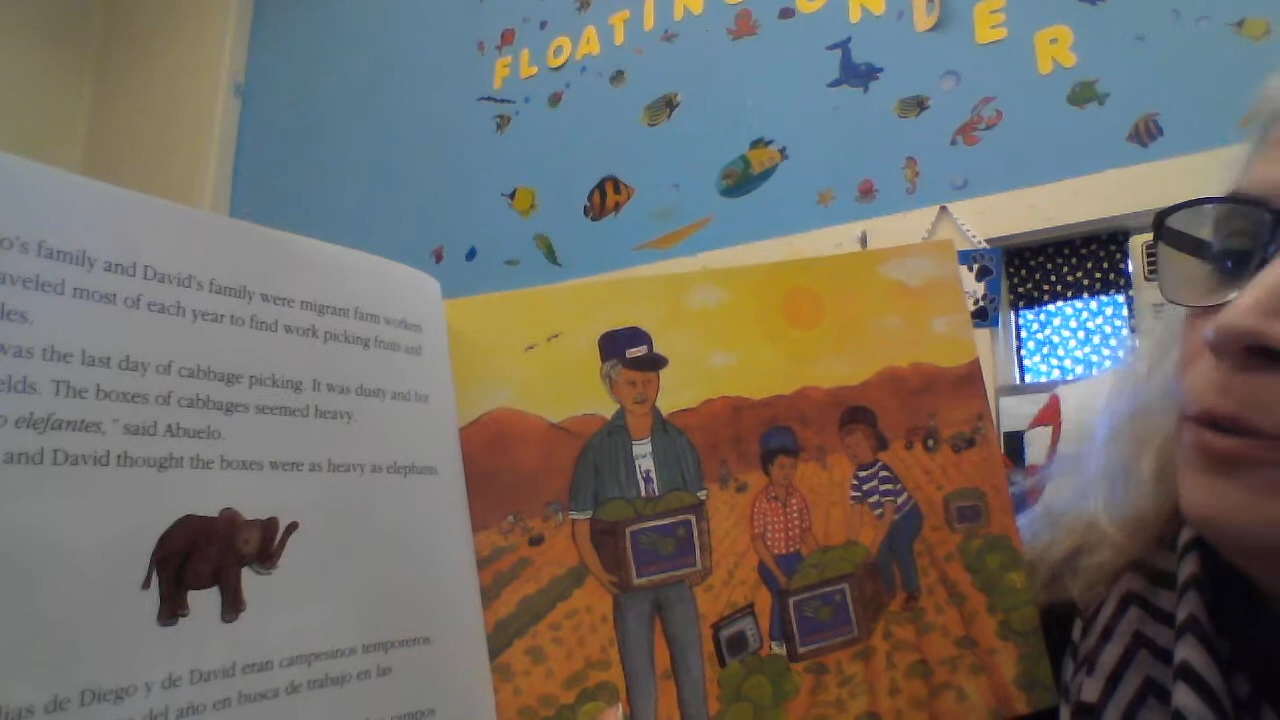 FLOATING UNDER
o's family and David's family were migrant farm workers
aveled most of each year to find work picking fruits and
les.
was the last day of cabbage picking. It was dusty and hot
elds. The boxes of cabbages seemed heavy.
o elefantes," said Abuelo.
and David thought the boxes were as heavy as elephants.
lias de Diego y de David eran campesinos temporeros.
del año en busca de trabajo en las
campos